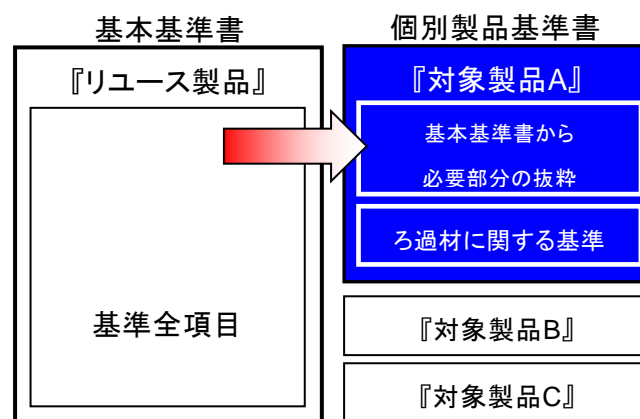 基本基準書
『リユース製品』
基準全項目
個別製品基準書
『対象製品A』
基本基準書から
必要部分の抜粋
ろ過材に関する基準
『対象製品B』
『対象製品C』